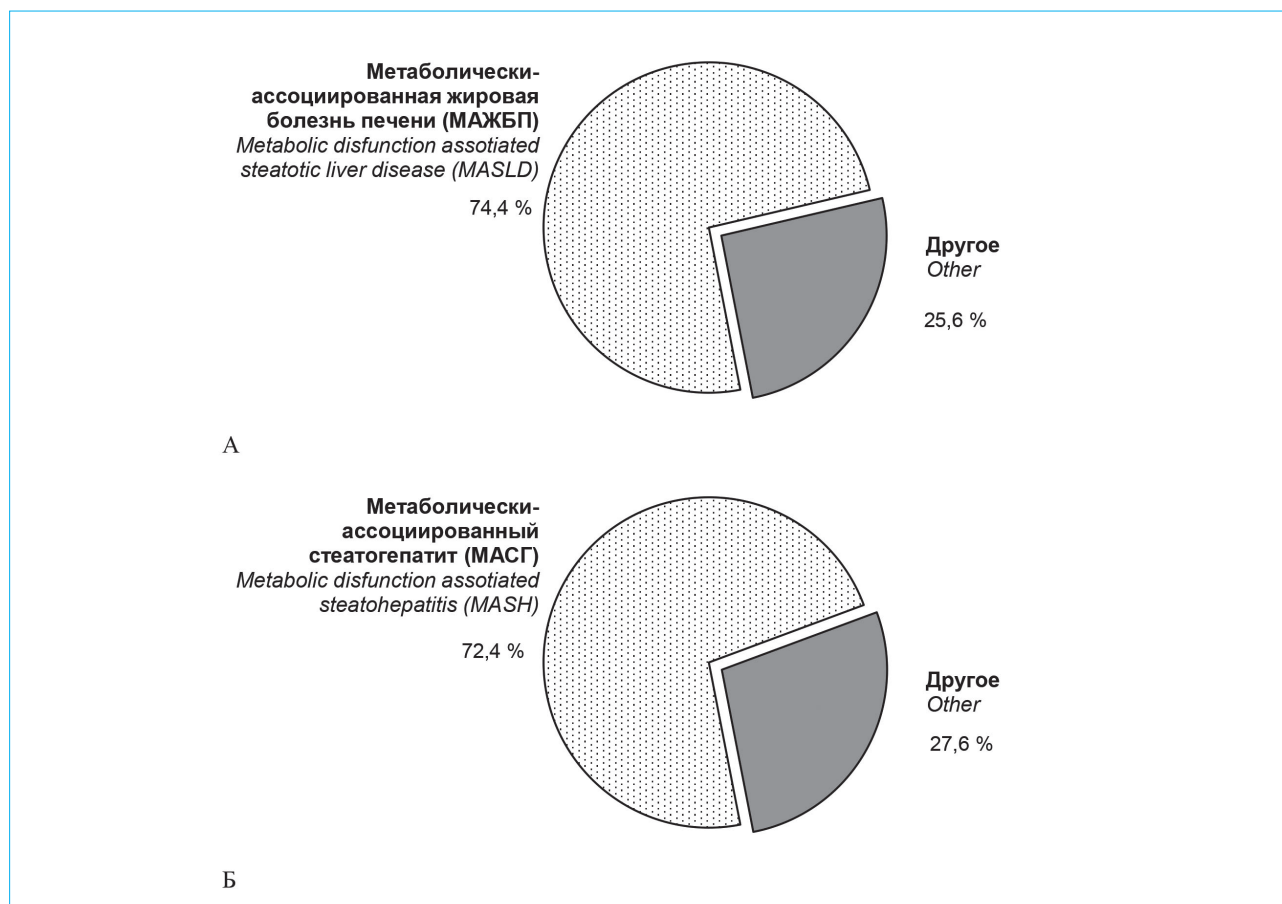 Метаболически-
ассоциированная жировая
болезнь печени (МАЖБП)
Metabolic disfunction assotiated
steatotic liver disease (MASLD)
74,4 %
Другое
Other
25,6 %
А
Метаболически-
ассоциированный
стеатогепатит (МАСГ)
Metabolic disfunction assotiated
steatohepatitis (MASH)
72,4 %
Другое
Other
27,6 %
Б